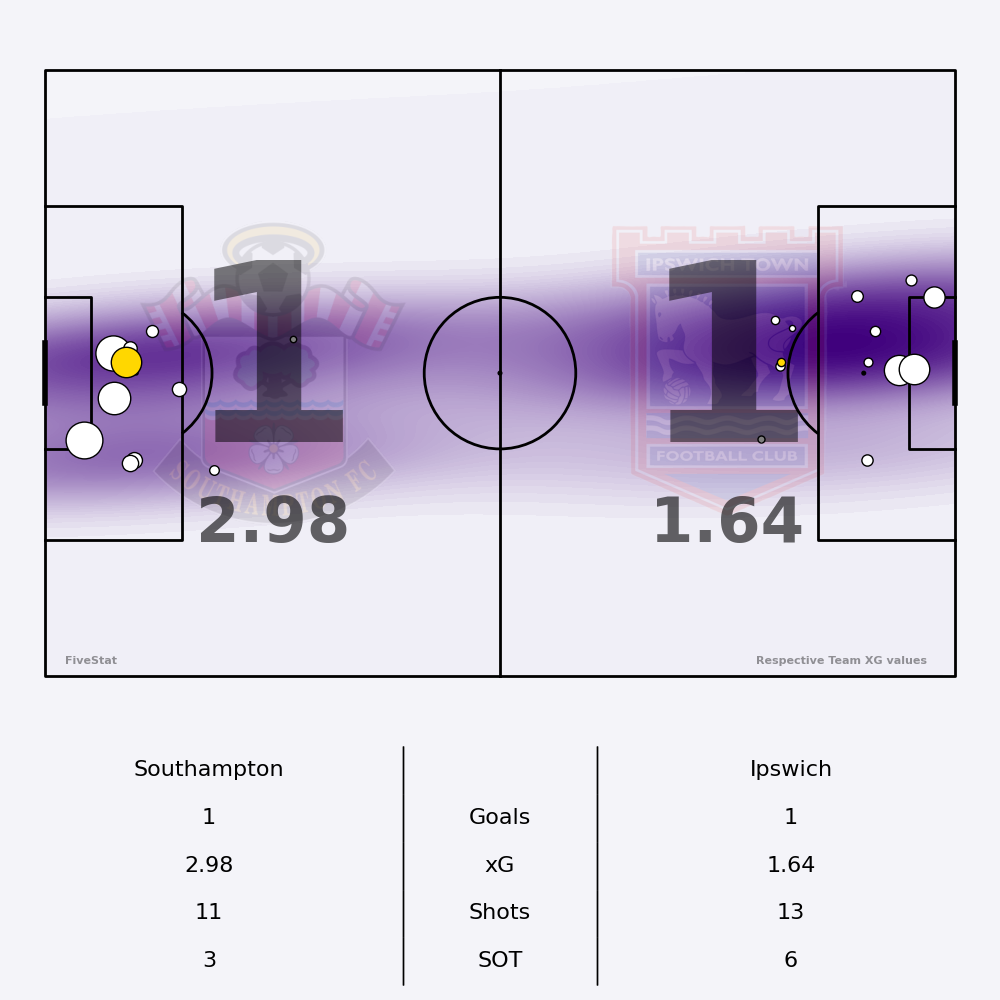 IPSWICH TOWN
1 1
FOOTBALL CLUB
SOUTHAMPTON FC
2.98 1.64
FiveStat Respective Team XG values
Southampton Ipswich
1 Goals 1
2.98 xG 1.64
11 Shots 13
3 SOT 6